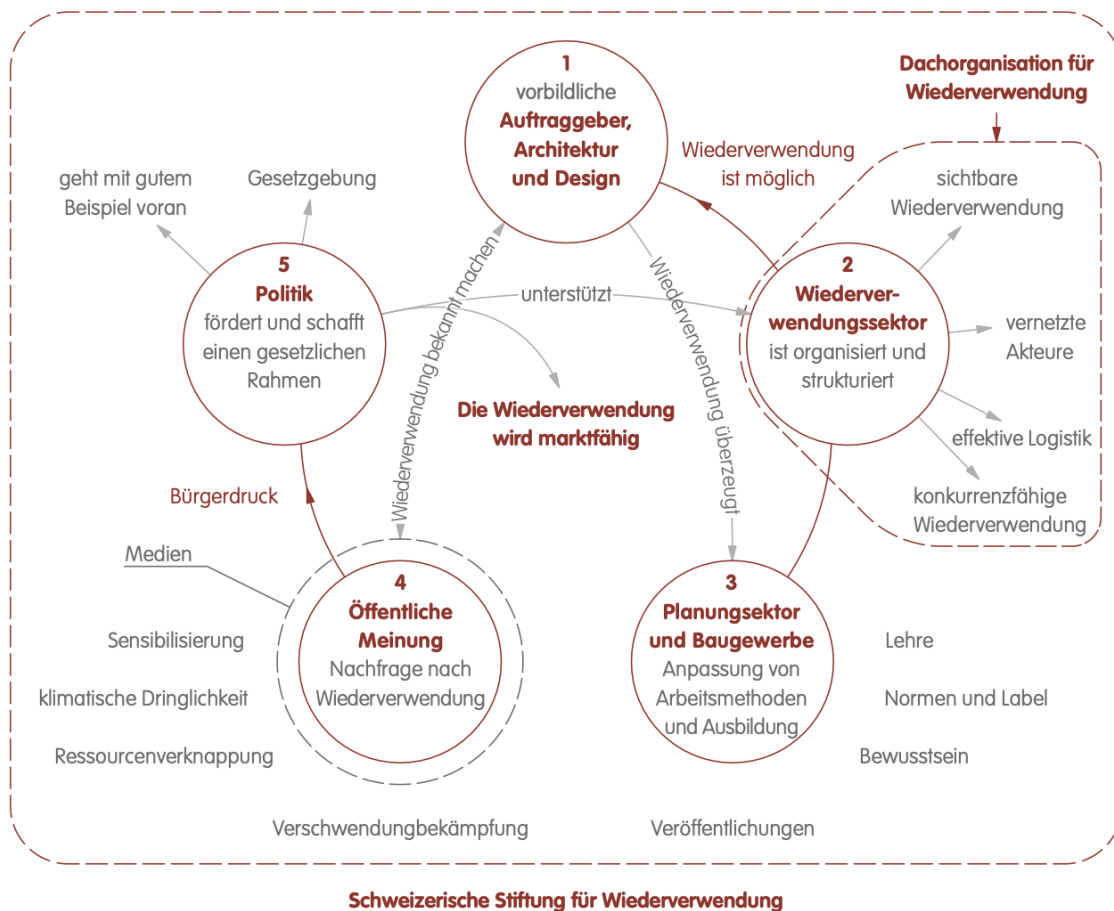 1
vorbildliche
Auftraggeber,
Architektur
und Design
Dachorganisation für
Wiederverwendung
Wiederverwendung
ist möglich
geht mit gutem
Beispiel voran
Gesetzgebung
sichtbare
Wiederverwendung
5
Politik
fördert und schafft
einen gesetzlichen
Rahmen
unterstützt
2
Wiederver-
wendungssektor
ist organisiert und
strukturiert
vernetzte
Akteure
effektive Logistik
konkurrenzfähige
Wiederverwendung
Wiederverwendung bekannt machen
Wiederverwendung überzeugt
Die Wiederverwendung
wird marktfähig
Bürgerdruck
Medien
4
Öffentliche
Meinung
Nachfrage nach
Wiederverwendung
3
Planungsektor
und Baugewerbe
Anpassung von
Arbeitsmethoden
und Ausbildung
Sensibilisierung
klimatische Dringlichkeit
Ressourcenverknappung
Verschwendungbekämpfung
Lehre
Normen und Label
Bewusstsein
Veröffentlichungen
Schweizerische Stiftung für Wiederverwendung